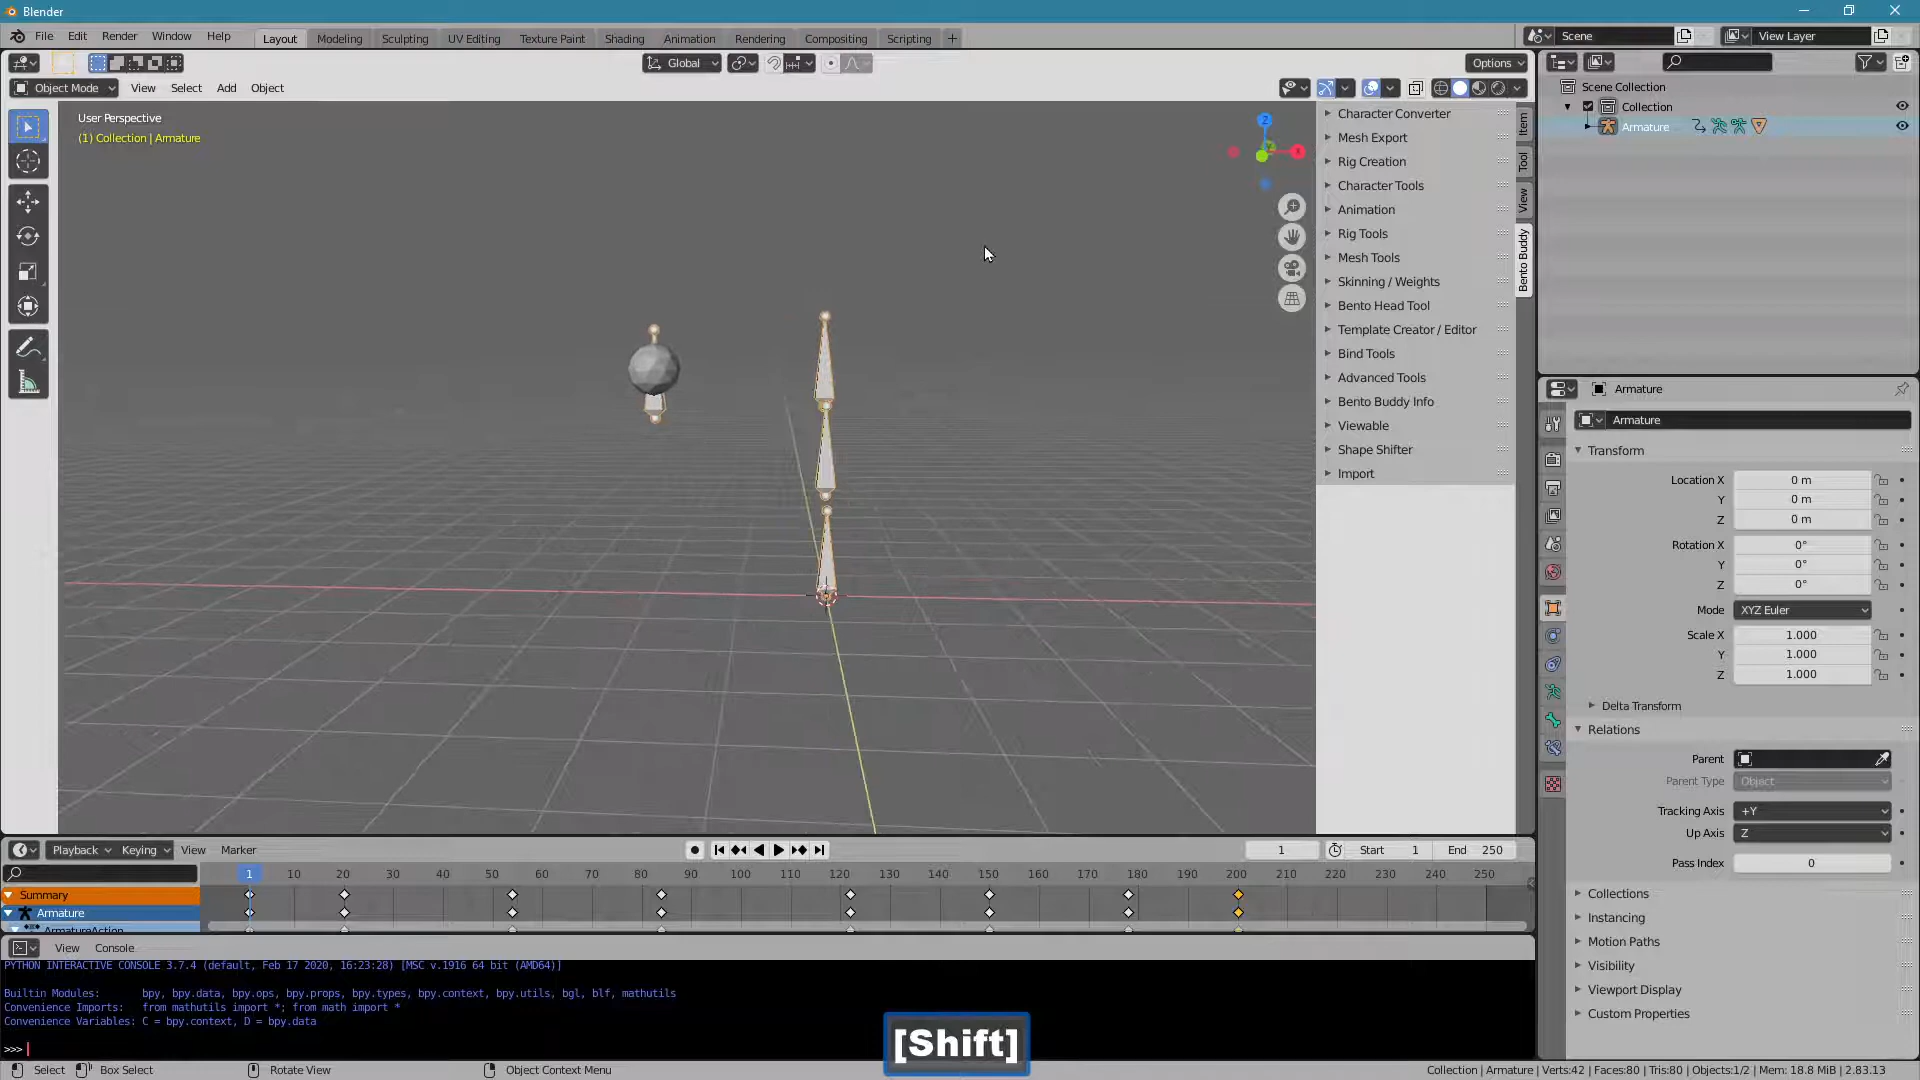 Blender
File Edit Render Window Help
Layout Modeling Sculpting UV Editing Texture Paint Shading Animation Rendering Compositing Scripting +
Scene View Layer
Global Options
Object Mode View Select Add Object
User Perspective
(1) Collection | Armature
Z
X
Character Converter
Mesh Export
Rig Creation
Character Tools
Animation
Rig Tools
Mesh Tools
Skinning / Weights
Bento Head Tool
Template Creator / Editor
Bind Tools
Advanced Tools
Bento Buddy Info
Viewable
Shape Shifter
Import
Item
Tool
View
Bento Buddy
Scene Collection
Collection
Armature
Armature
Armature
Transform
Location X 0 m
Y 0 m
Z 0 m
Rotation X 0°
Y 0°
Z 0°
Mode XYZ Euler
Scale X 1.000
Y 1.000
Z 1.000
Delta Transform
Relations
Parent
Parent Type Object
Tracking Axis +Y
Up Axis Z
Pass Index 0
Collections
Instancing
Motion Paths
Visibility
Viewport Display
Custom Properties
Playback Keying View Marker 1 Start 1 End 250
1 10 20 30 40 50 60 70 80 90 100 110 120 130 140 150 160 170 180 190 200 210 220 230 240 250
Summary
Armature
ArmatureAction
View Console
PYTHON INTERACTIVE CONSOLE 3.7.4 (default, Feb 17 2020, 16:23:28) [MSC v.1916 64 bit (AMD64)]
Builtin Modules: bpy, bpy.data, bpy.ops, bpy.props, bpy.types, bpy.context, bpy.utils, bgl, blf, mathutils
Convenience Imports: from mathutils import *; from math import *
Convenience Variables: C = bpy.context, D = bpy.data
>>>
[Shift]
Select Box Select Rotate View Object Context Menu Collection | Armature | Verts:42 | Faces:80 | Tris:80 | Objects:1/2 | Mem: 18.8 MiB | 2.83.13